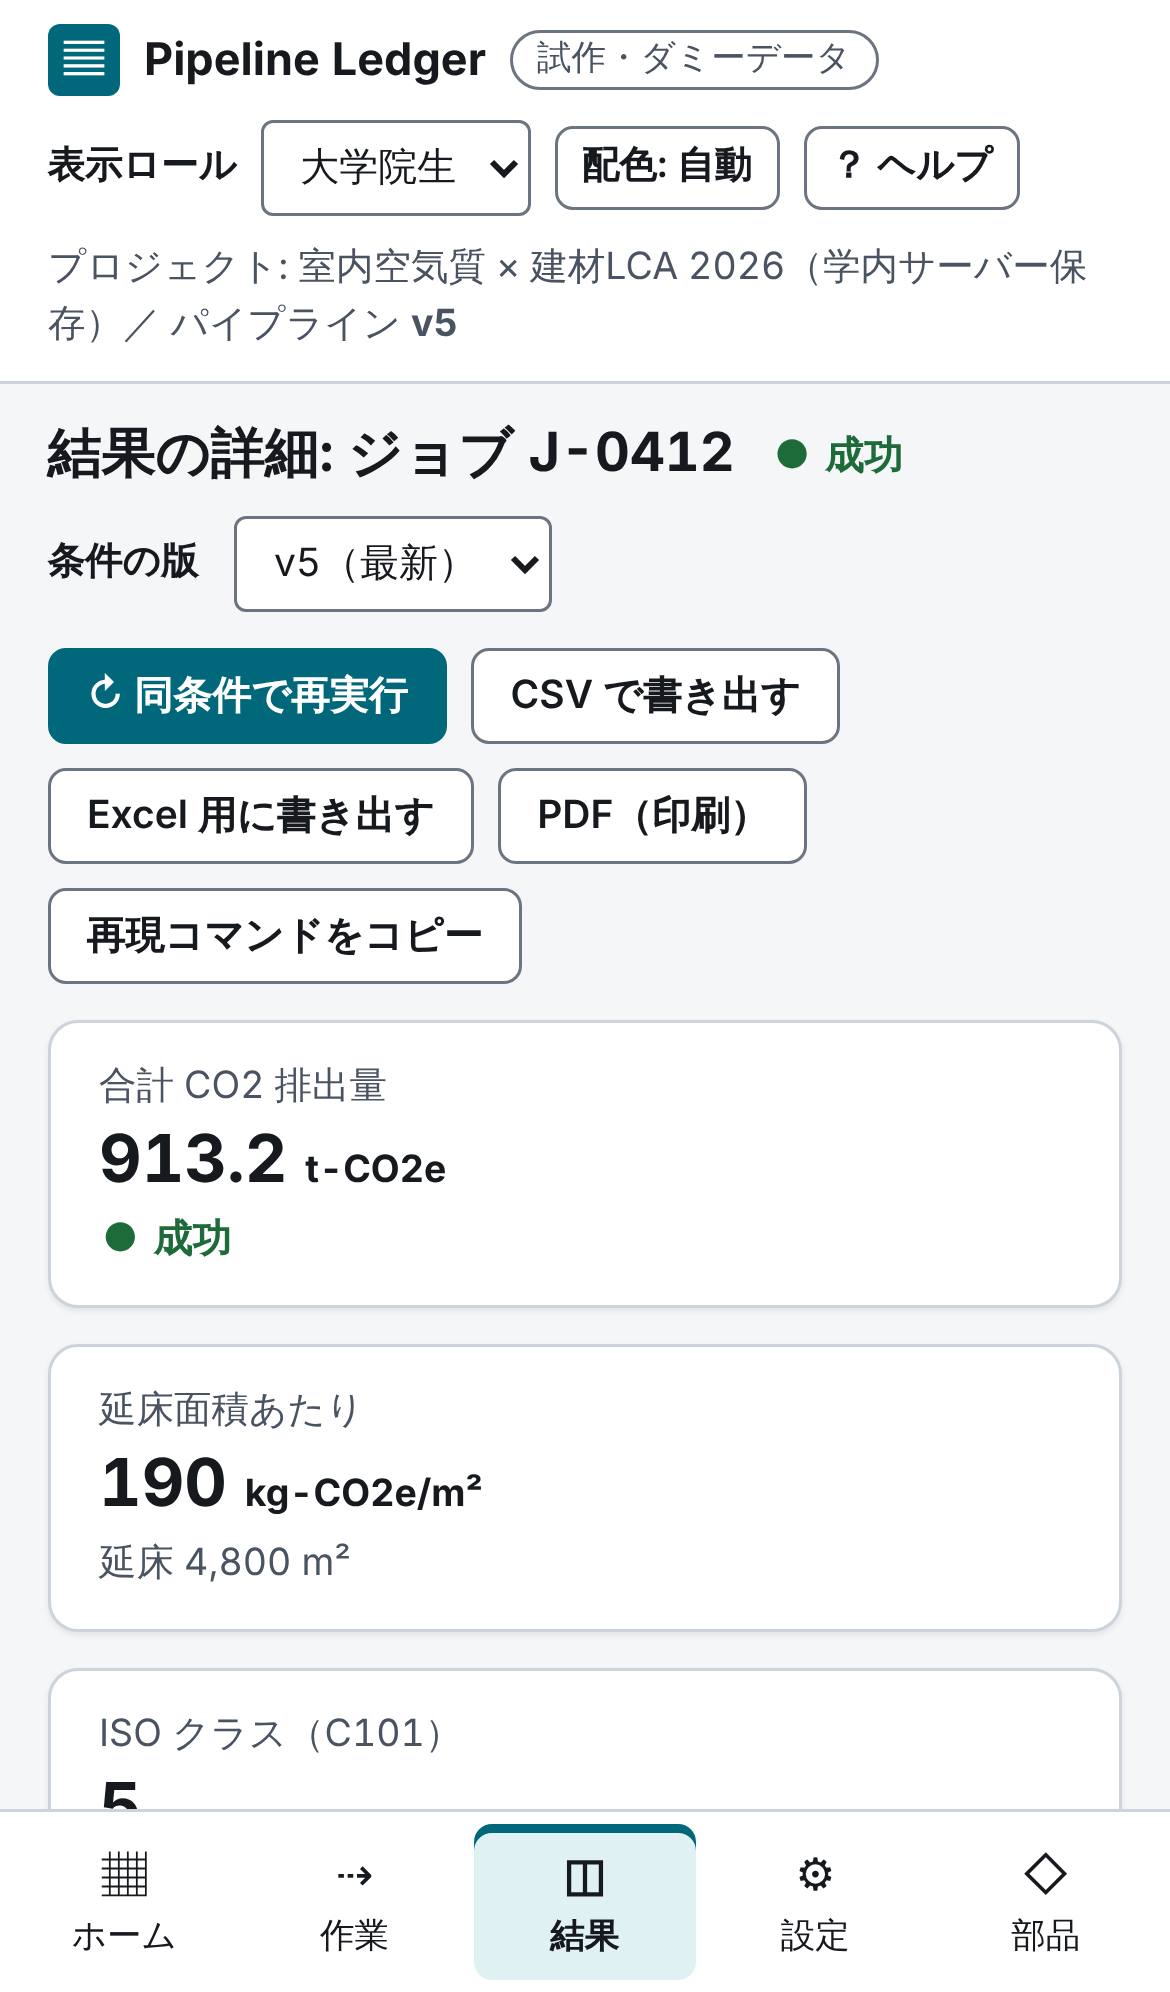 Pipeline Ledger 試作・ダミーデータ
表示ロール 大学院生 配色: 自動 ? ヘルプ
プロジェクト: 室内空気質 × 建材LCA 2026（学内サーバー保
存）／ パイプライン v5
結果の詳細: ジョブ J-0412 ● 成功
条件の版 v5（最新）
↻ 同条件で再実行 CSV で書き出す
Excel 用に書き出す PDF（印刷）
再現コマンドをコピー
合計 CO2 排出量
913.2 t-CO2e
● 成功
延床面積あたり
190 kg-CO2e/m²
延床 4,800 m²
ISO クラス（C101）
5
ホーム 作業 結果 設定 部品